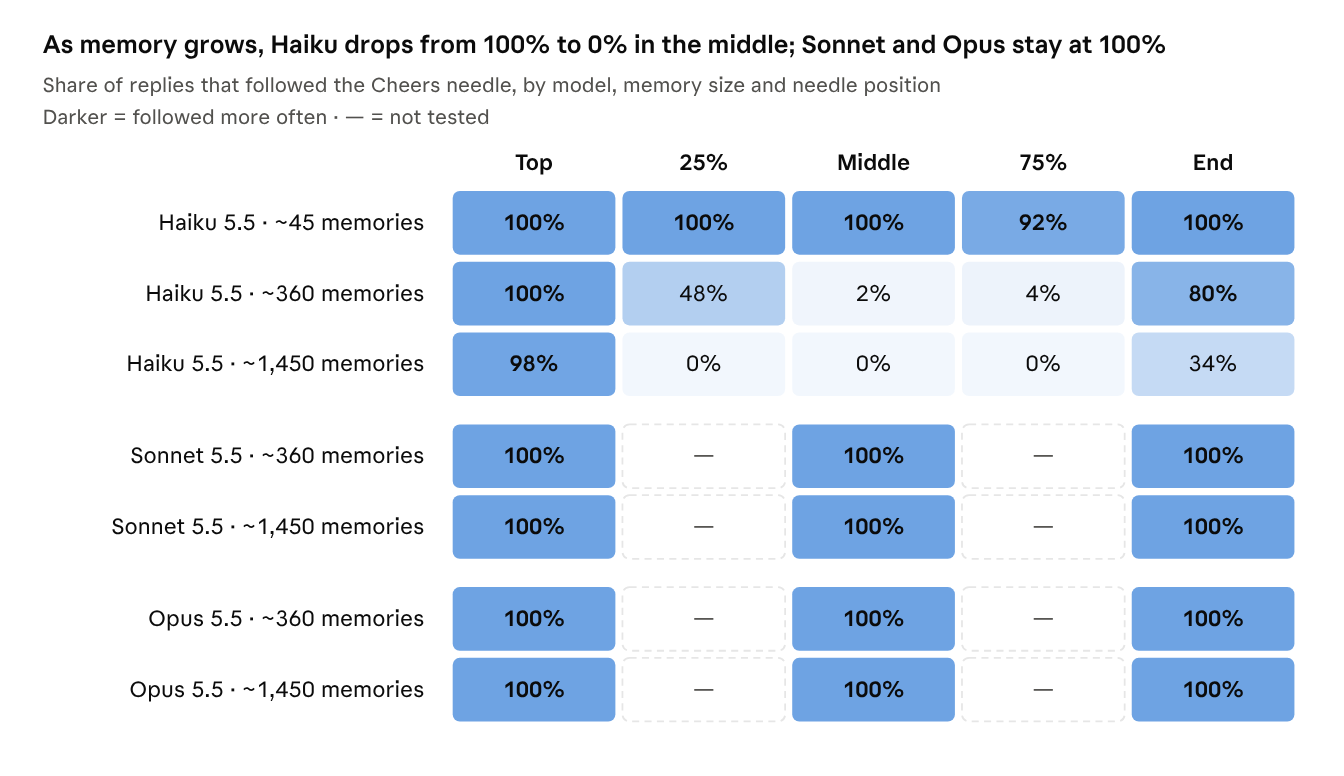 As memory grows, Haiku drops from 100% to 0% in the middle; Sonnet and Opus stay at 100%
Share of replies that followed the Cheers needle, by model, memory size and needle position
Darker = followed more often · — = not tested
Top 25% Middle 75% End
Haiku 5.5 · ~45 memories 100% 100% 100% 92% 100%
Haiku 5.5 · ~360 memories 100% 48% 2% 4% 80%
Haiku 5.5 · ~1,450 memories 98% 0% 0% 0% 34%
Sonnet 5.5 · ~360 memories 100% — 100% — 100%
Sonnet 5.5 · ~1,450 memories 100% — 100% — 100%
Opus 5.5 · ~360 memories 100% — 100% — 100%
Opus 5.5 · ~1,450 memories 100% — 100% — 100%